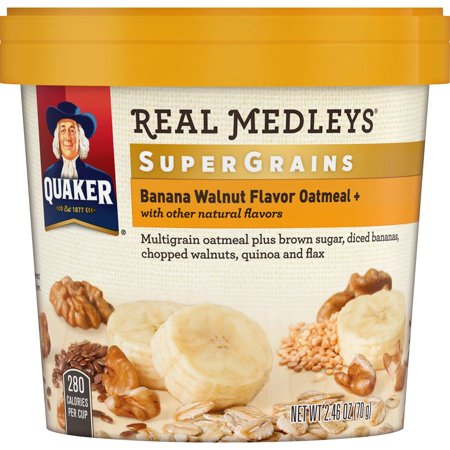 REAL MEDLEYS®
SUPERGRAINS
QUAKER®
Est 1877
Banana Walnut Flavor Oatmeal +
with other natural flavors
Multigrain oatmeal plus brown sugar, diced bananas,
chopped walnuts, quinoa and flax
280
CALORIES
PER CUP
NET WT 2.46 OZ (70 g)